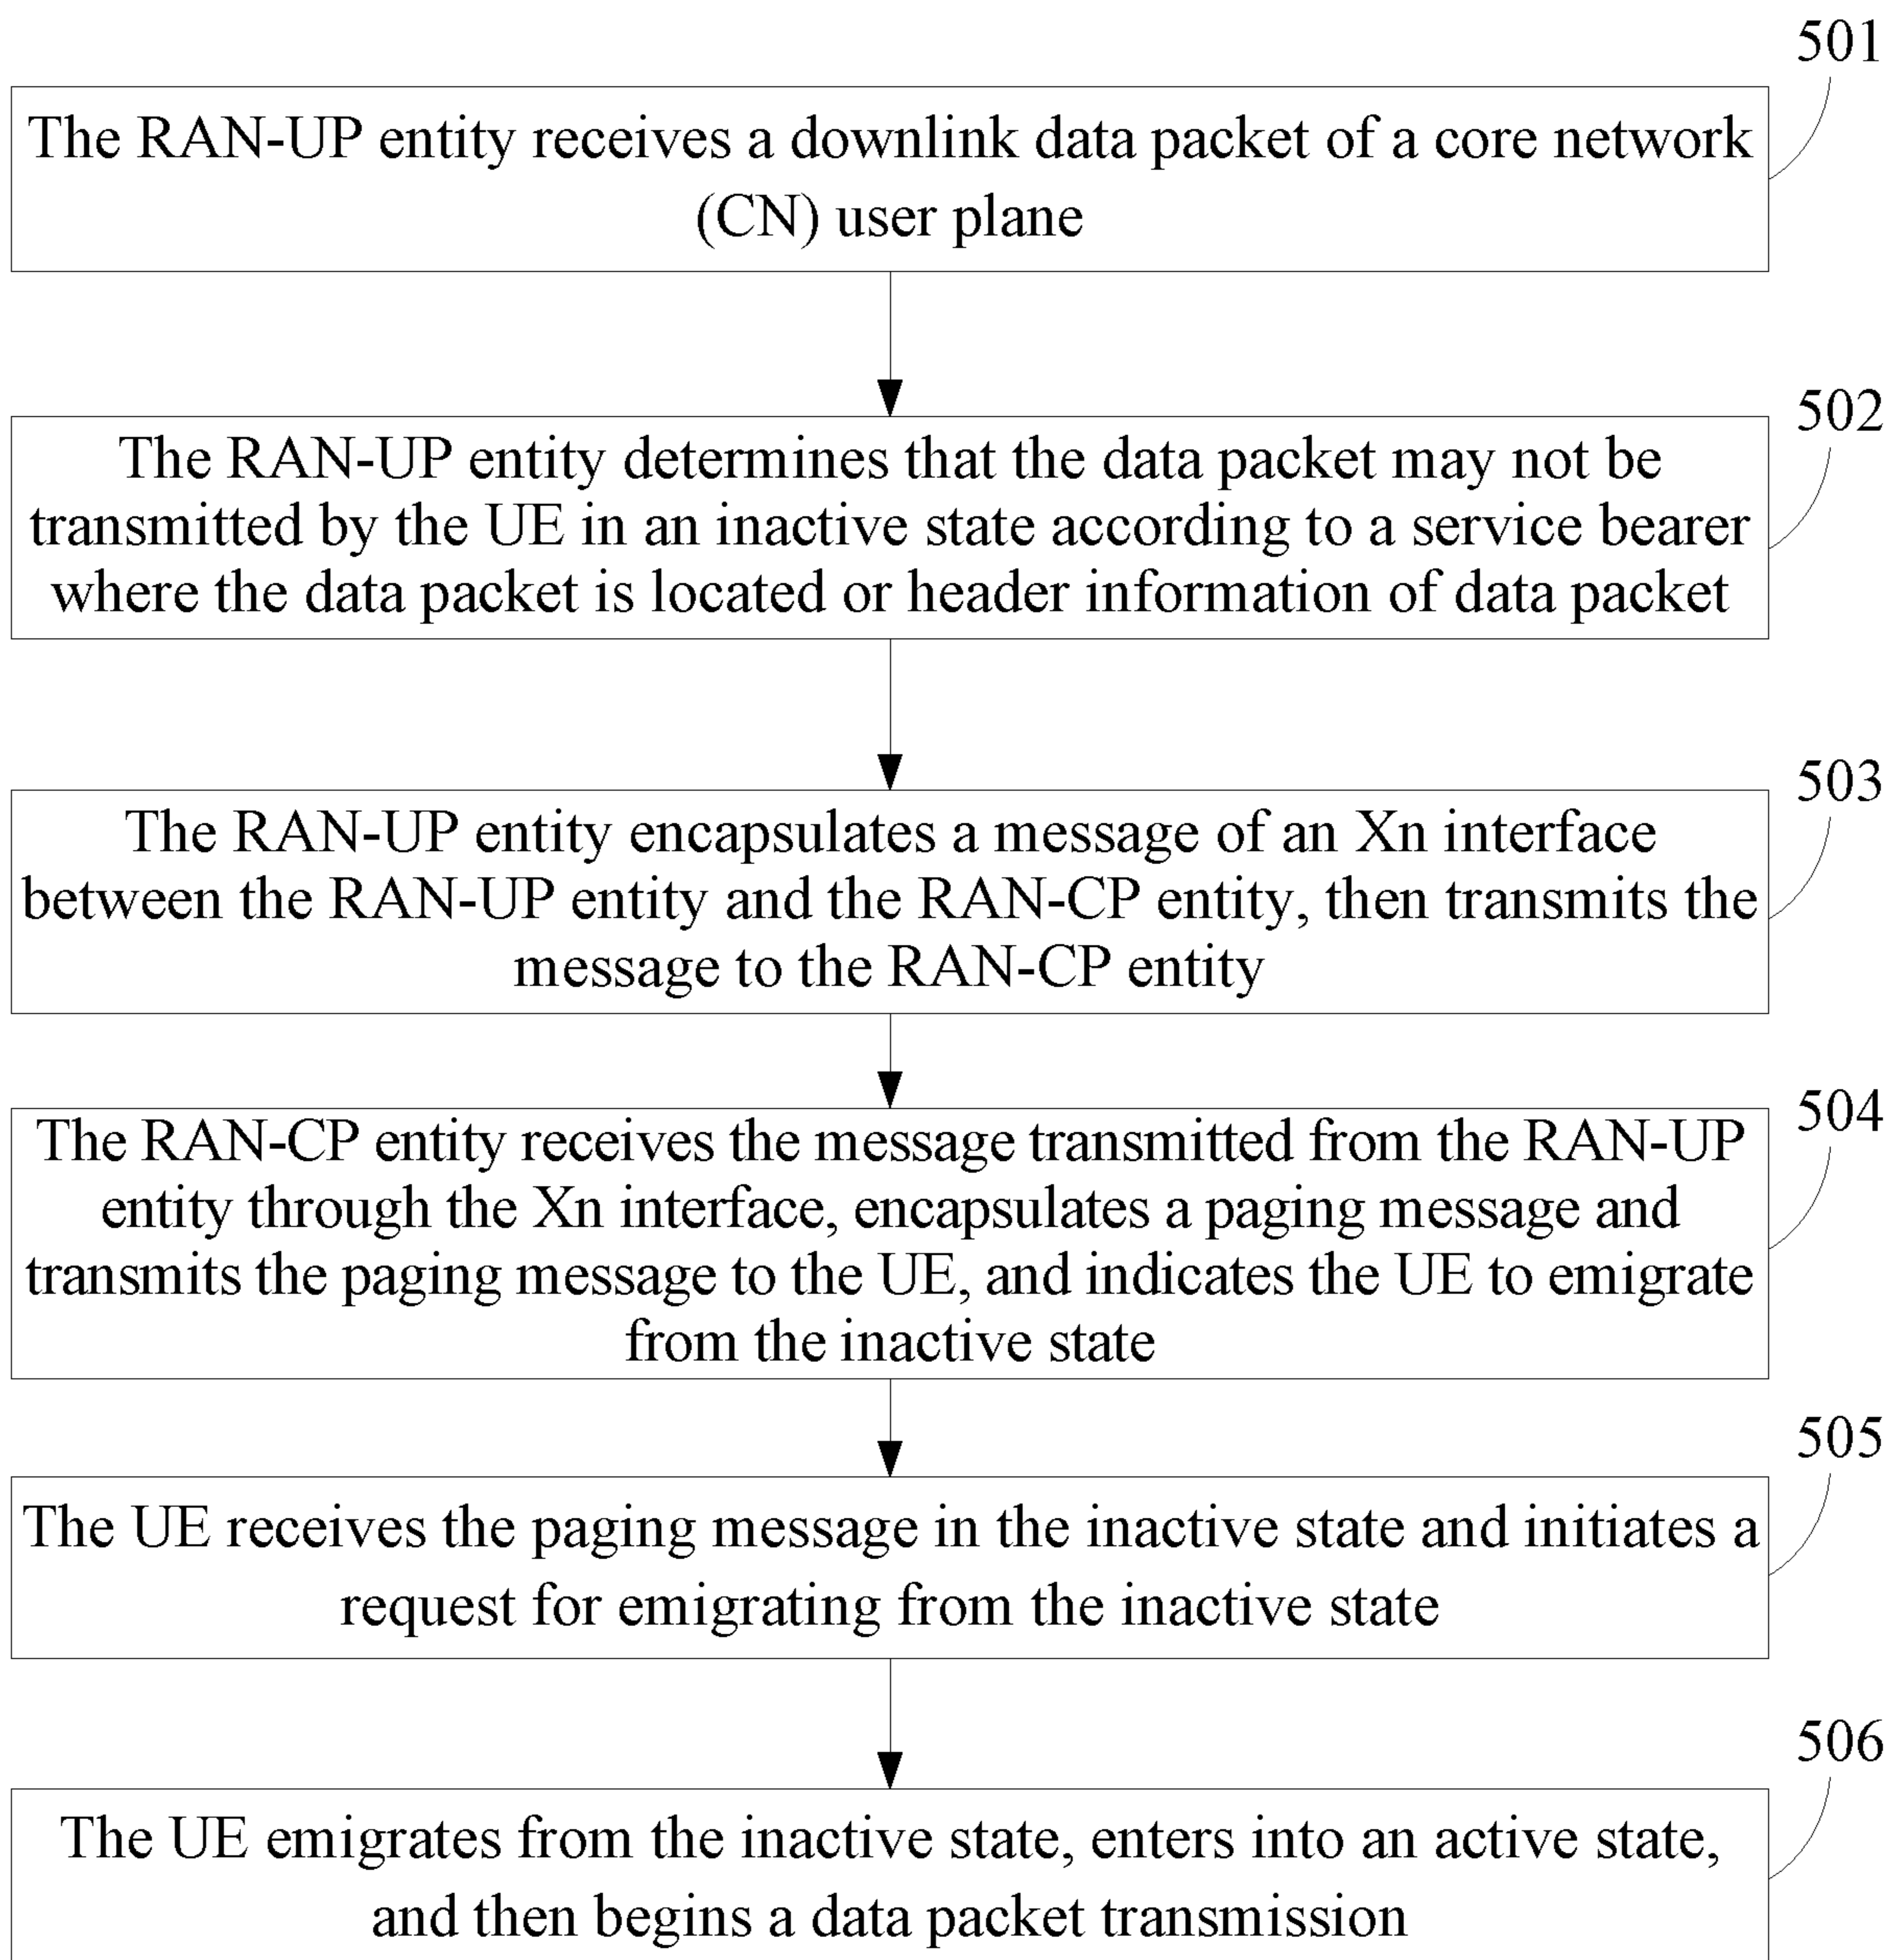 501
The RAN-UP entity receives a downlink data packet of a core network
(CN) user plane
502
The RAN-UP entity determines that the data packet may not be
transmitted by the UE in an inactive state according to a service bearer
where the data packet is located or header information of data packet
503
The RAN-UP entity encapsulates a message of an Xn interface
between the RAN-UP entity and the RAN-CP entity, then transmits the
message to the RAN-CP entity
504
The RAN-CP entity receives the message transmitted from the RAN-UP
entity through the Xn interface, encapsulates a paging message and
transmits the paging message to the UE, and indicates the UE to emigrate
from the inactive state
505
The UE receives the paging message in the inactive state and initiates a
request for emigrating from the inactive state
506
The UE emigrates from the inactive state, enters into an active state,
and then begins a data packet transmission